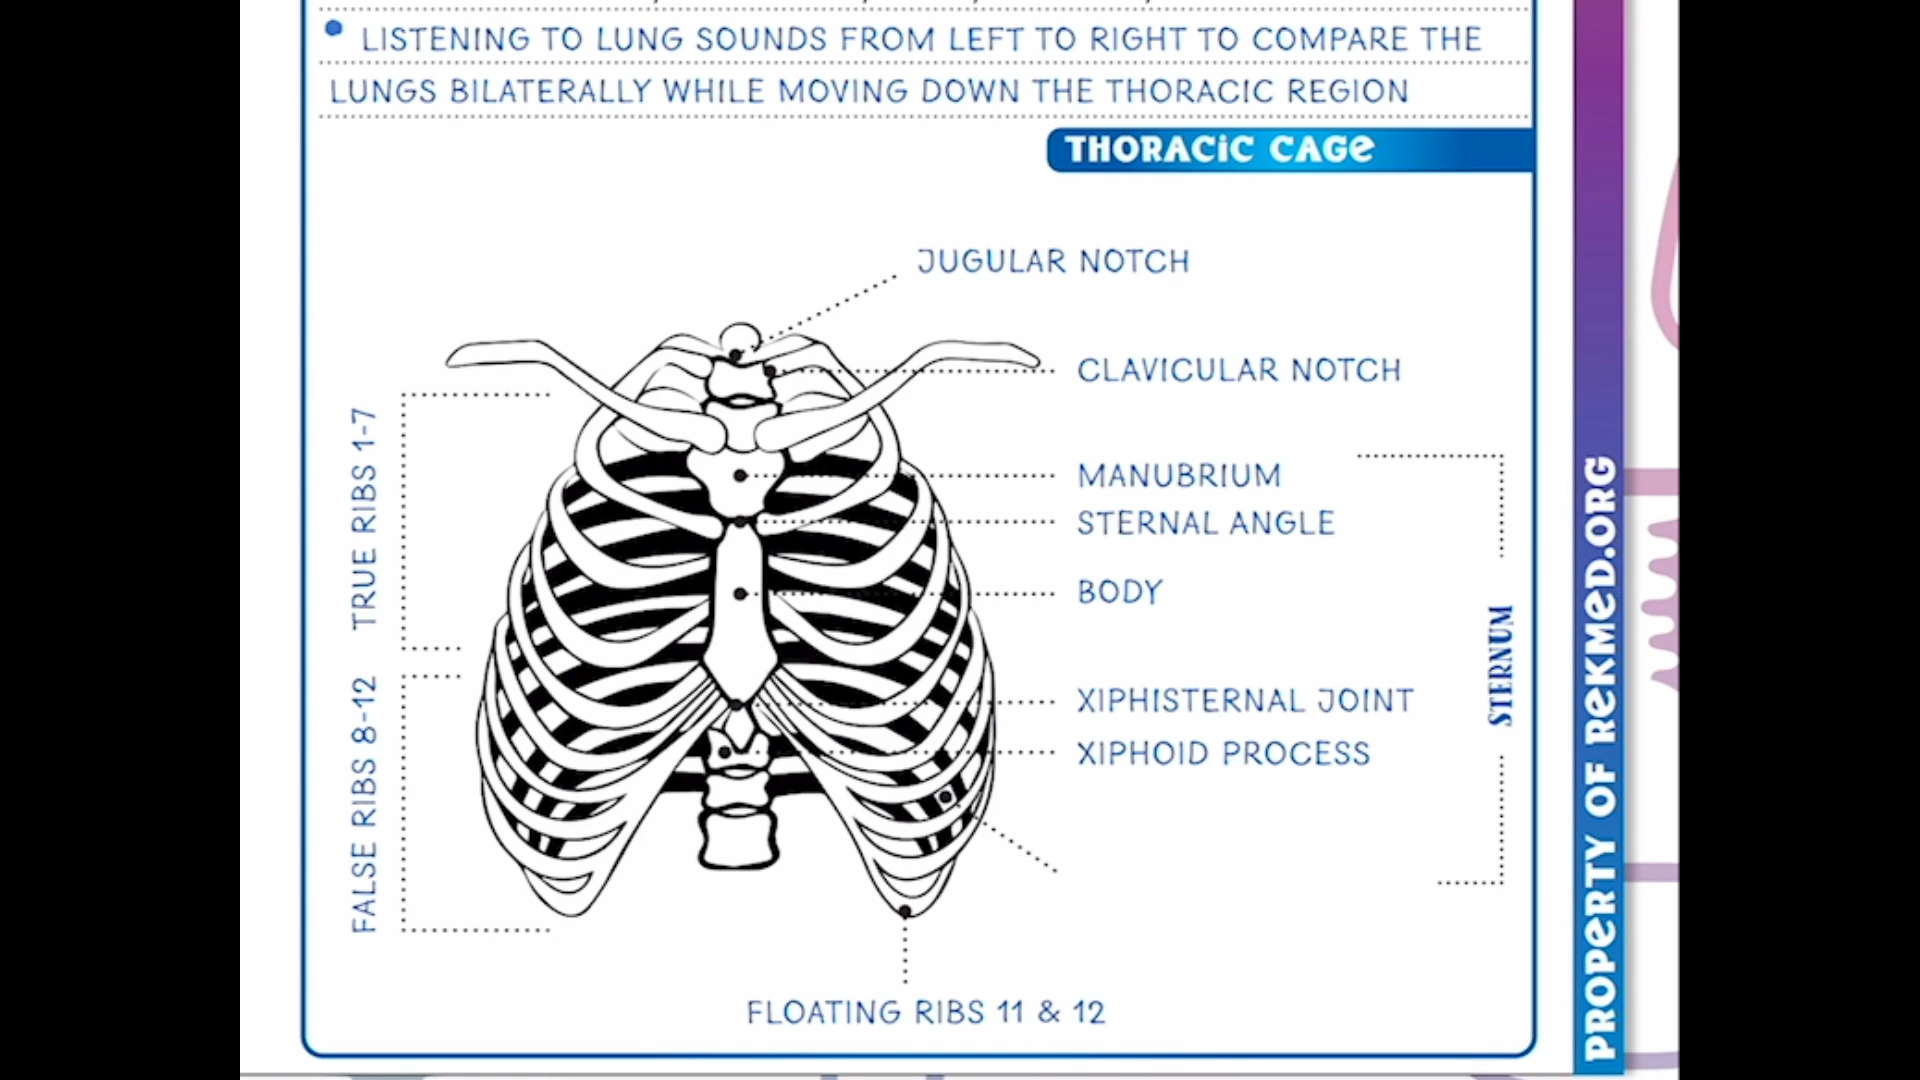 • LISTENING TO LUNG SOUNDS FROM LEFT TO RIGHT TO COMPARE THE
LUNGS BILATERALLY WHILE MOVING DOWN THE THORACIC REGION
THORACIC CAGE
JUGULAR NOTCH
CLAVICULAR NOTCH
MANUBRIUM
STERNAL ANGLE
BODY
XIPHISTERNAL JOINT
XIPHOID PROCESS
STERNUM
TRUE RIBS 1-7
FALSE RIBS 8-12
FLOATING RIBS 11 & 12
PROPERTY OF REKMED.ORG